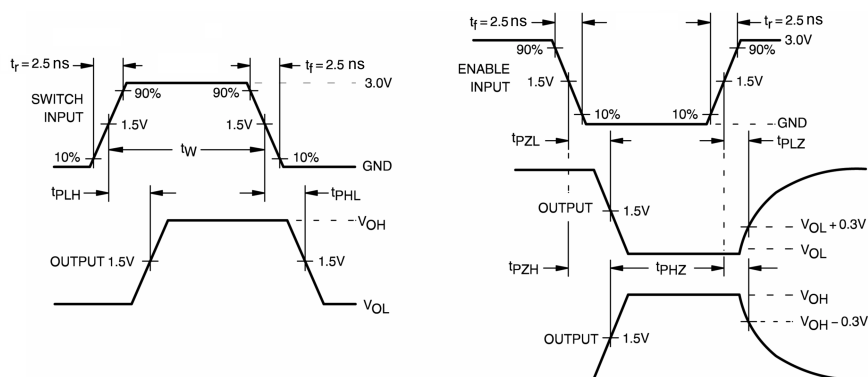 tr = 2.5 ns
tf = 2.5 ns
SWITCH
INPUT
90%
90%
3.0V
1.5V
1.5V
10%
tW
10%
GND
tPLH
tPHL
VOH
OUTPUT 1.5V
1.5V
VOL
tf = 2.5 ns
tr = 2.5 ns
90%
90%
3.0V
ENABLE
INPUT
1.5V
1.5V
10%
10%
GND
tPZL
tPLZ
OUTPUT
1.5V
VOL + 0.3V
VOL
tPZH
tPHZ
VOH
VOH − 0.3V
OUTPUT
1.5V